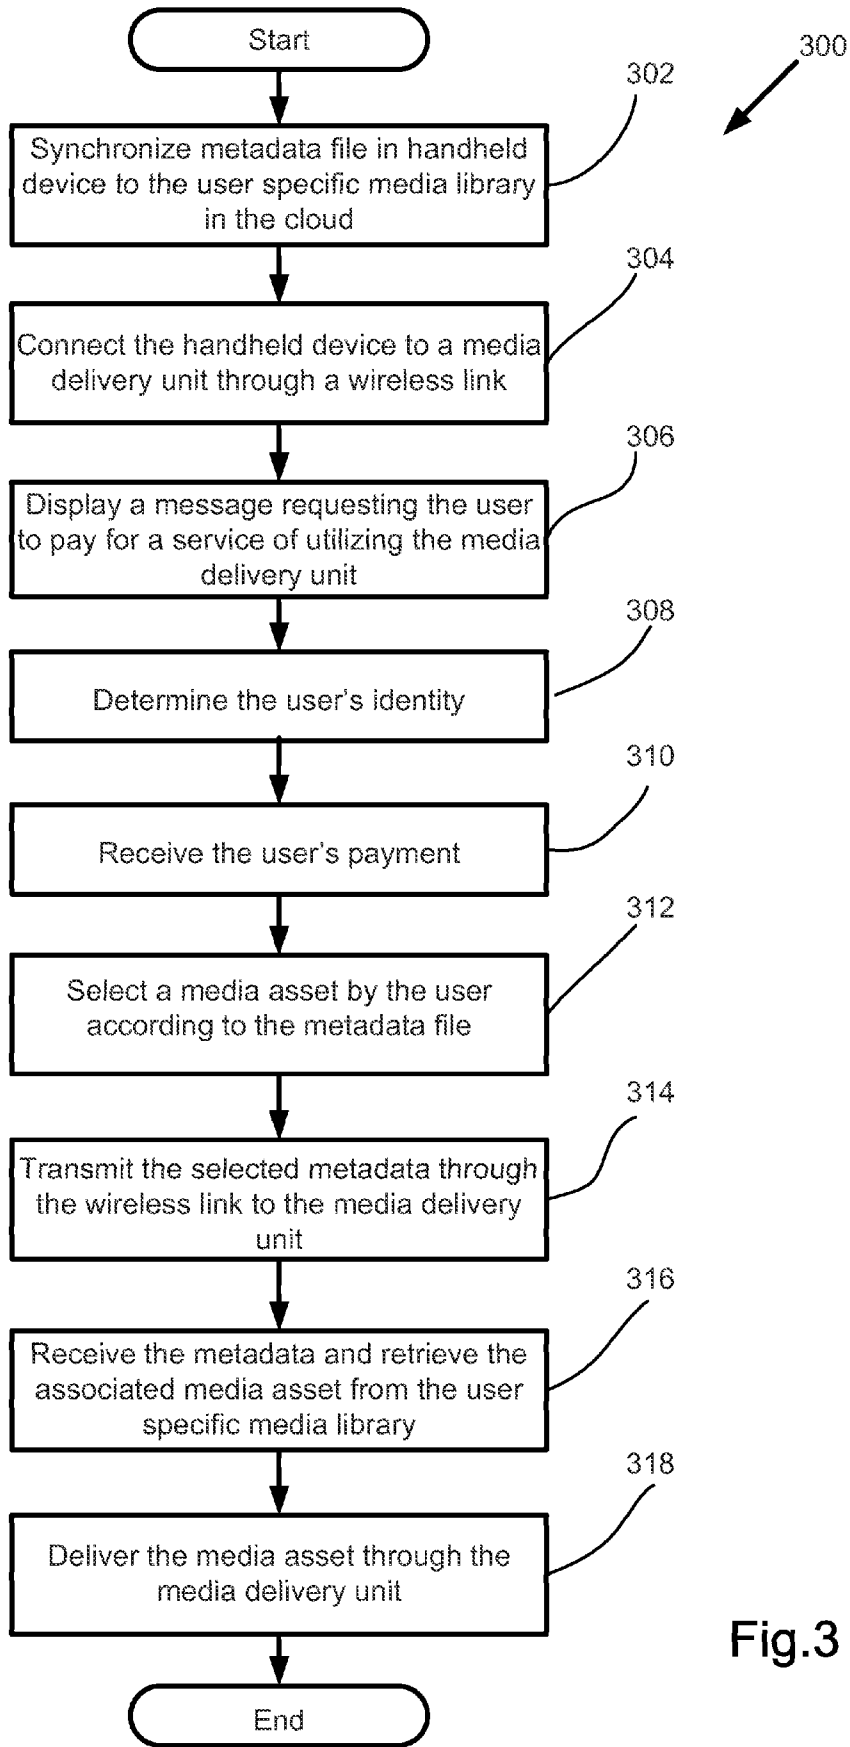 Start
300
302
Synchronize metadata file in handheld
device to the user specific media library
in the cloud
304
Connect the handheld device to a media
delivery unit through a wireless link
306
Display a message requesting the user
to pay for a service of utilizing the media
delivery unit
308
Determine the user's identity
310
Receive the user's payment
312
Select a media asset by the user
according to the metadata file
314
Transmit the selected metadata through
the wireless link to the media delivery
unit
316
Receive the metadata and retrieve the
associated media asset from the user
specific media library
318
Deliver the media asset through the
media delivery unit
Fig.3
End